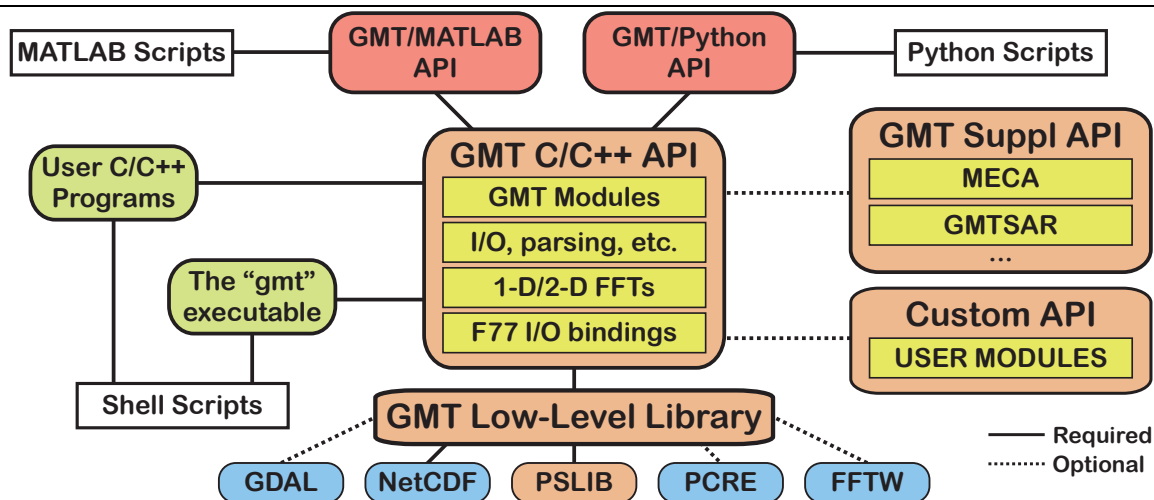 MATLAB Scripts
GMT/MATLAB
API
GMT/Python
API
Python Scripts
User C/C++
Programs
GMT C/C++ API
GMT Modules
I/O, parsing, etc.
1-D/2-D FFTs
F77 I/O bindings
GMT Suppl API
MECA
GMTSAR
...
The “gmt”
executable
Custom API
USER MODULES
Shell Scripts
GMT Low-Level Library
GDAL
NetCDF
PSLIB
PCRE
FFTW
Required
Optional